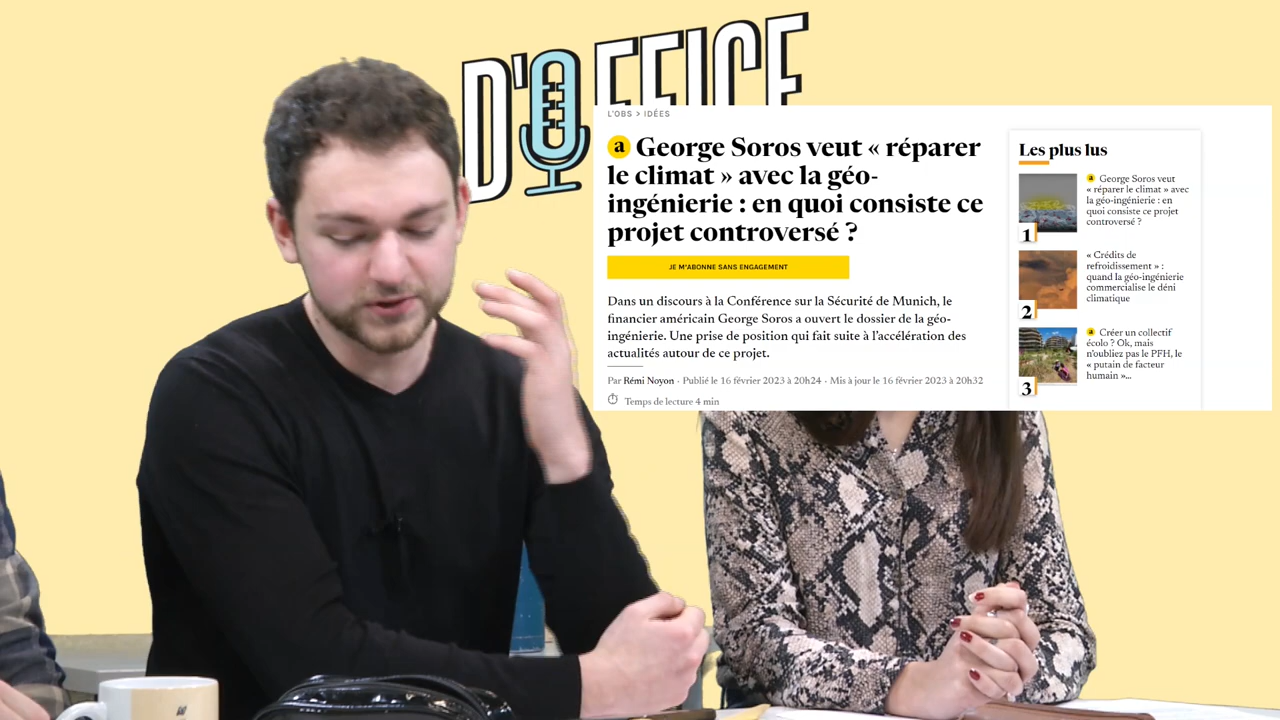 D'OFFICE
L'OBS > IDÉES
a George Soros veut « réparer
le climat » avec la géo-
ingénierie : en quoi consiste ce
projet controversé ?
JE M'ABONNE SANS ENGAGEMENT
Dans un discours à la Conférence sur la Sécurité de Munich, le
financier américain George Soros a ouvert le dossier de la géo-
ingénierie. Une prise de position qui fait suite à l'accélération des
actualités autour de ce projet.
Par Rémi Noyon · Publié le 16 février 2023 à 20h24 · Mis à jour le 16 février 2023 à 20h32
Temps de lecture 4 min
Les plus lus
1
a George Soros veut
« réparer le climat » avec
la géo-ingénierie : en
quoi consiste ce projet
controversé ?
2
« Crédits de
refroidissement » :
quand la géo-ingénierie
commercialise le déni
climatique
3
a Créer un collectif
écolo ? Ok, mais
n'oubliez pas le PFH, le
« putain de facteur
humain »...